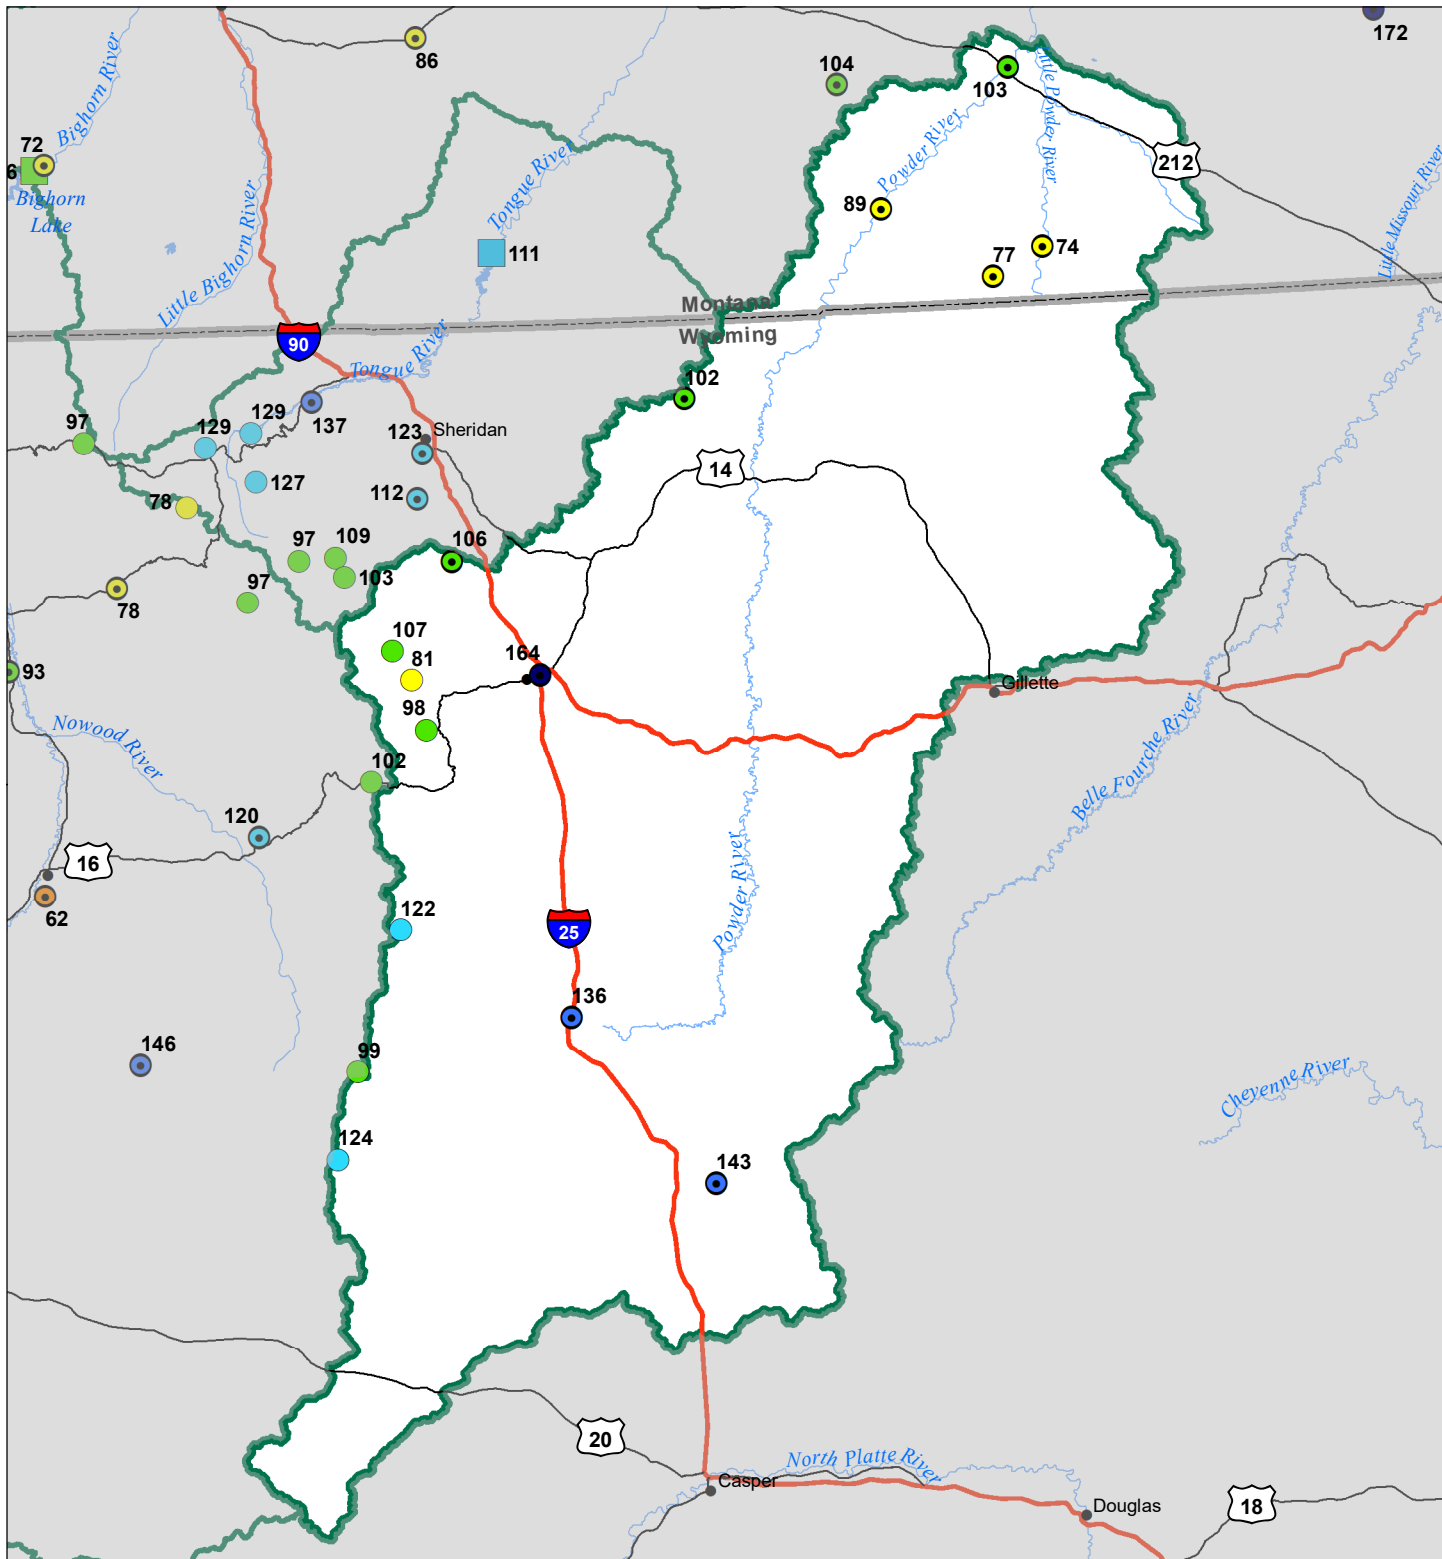 172
86
Bighorn River
104
103
Little Powder River
72
6
Bighorn
Lake
Tongue River
Powder River
212
Little Missouri River
89
Little Bighorn River
111
77
74
Montana
Wyoming
90
Tongue River
102
137
97
129
129
123
Sheridan
14
127
112
78
97
109
106
103
97
78
107
164
81
93
Gillette
98
Nowood River
Belle Fourche River
102
120
16
Powder River
62
122
25
136
146
99
Cheyenne River
124
143
20
North Platte River
Casper
Douglas
18